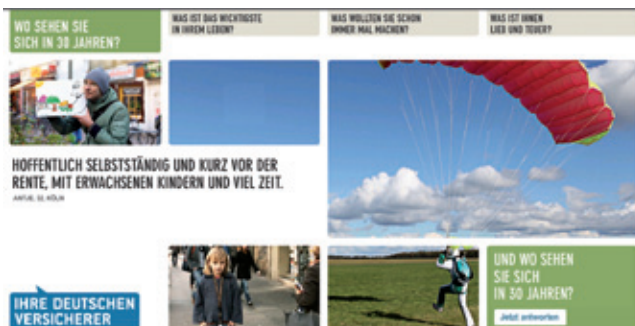 WO SEHEN SIE
SICH IN 30 JAHREN?
WAS IST DAS WICHTIGSTE
IN IHREM LEBEN?
WAS WOLLTEN SIE SCHON
IMMER MAL MACHEN?
WAS IST IHNEN
LIEB UND TEUER?
HOFFENTLICH SELBSTSTÄNDIG UND KURZ VOR DER
RENTE, MIT ERWACHSENEN KINDERN UND VIEL ZEIT.
ANTJE, 32, KÖLN
UND WO SEHEN
SIE SICH
IN 30 JAHREN?
Jetzt antworten
IHRE DEUTSCHEN
VERSICHERER